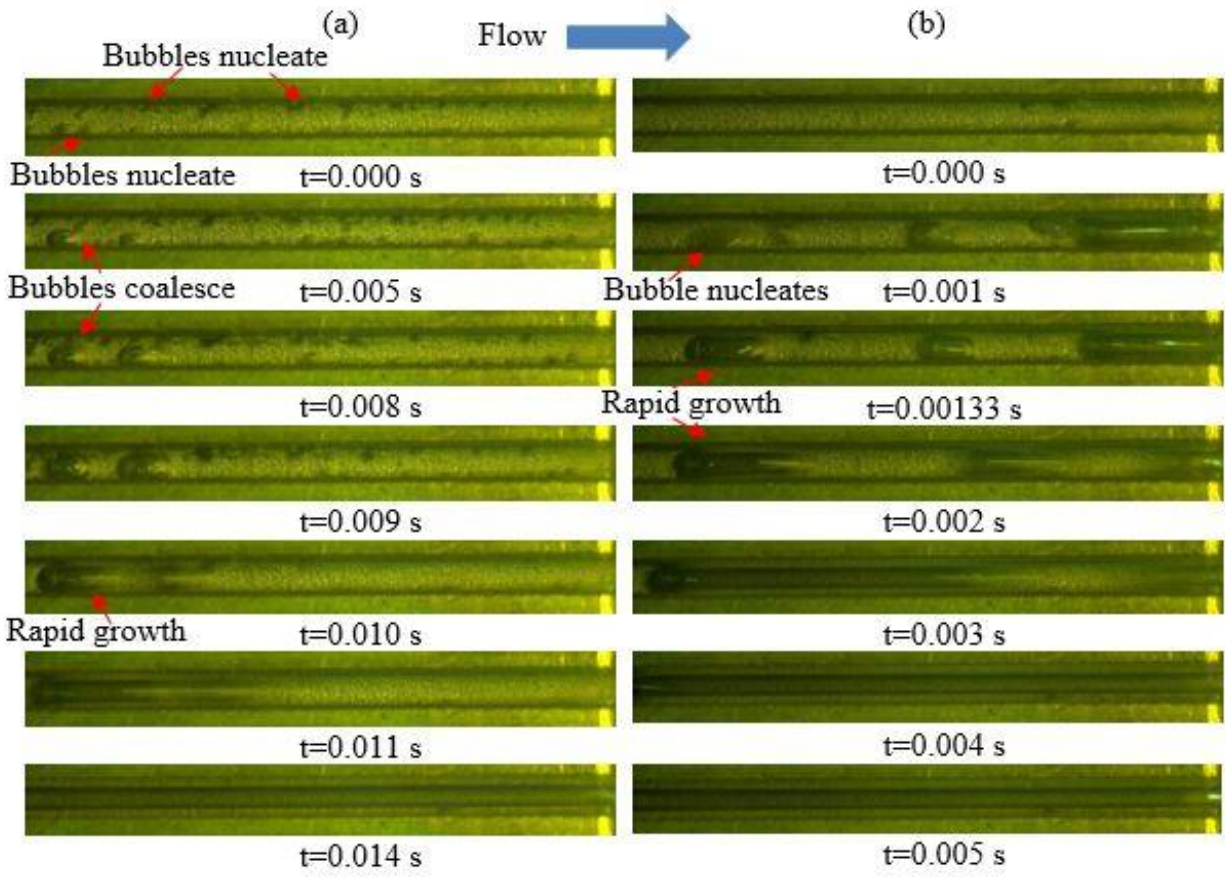 (a)
Flow
(b)
Bubbles nucleate
Bubbles nucleate
t=0.000 s
t=0.000 s
Bubbles coalesce
t=0.005 s
Bubble nucleates
t=0.001 s
t=0.008 s
Rapid growth
t=0.00133 s
t=0.009 s
t=0.002 s
Rapid growth
t=0.010 s
t=0.003 s
t=0.011 s
t=0.004 s
t=0.014 s
t=0.005 s